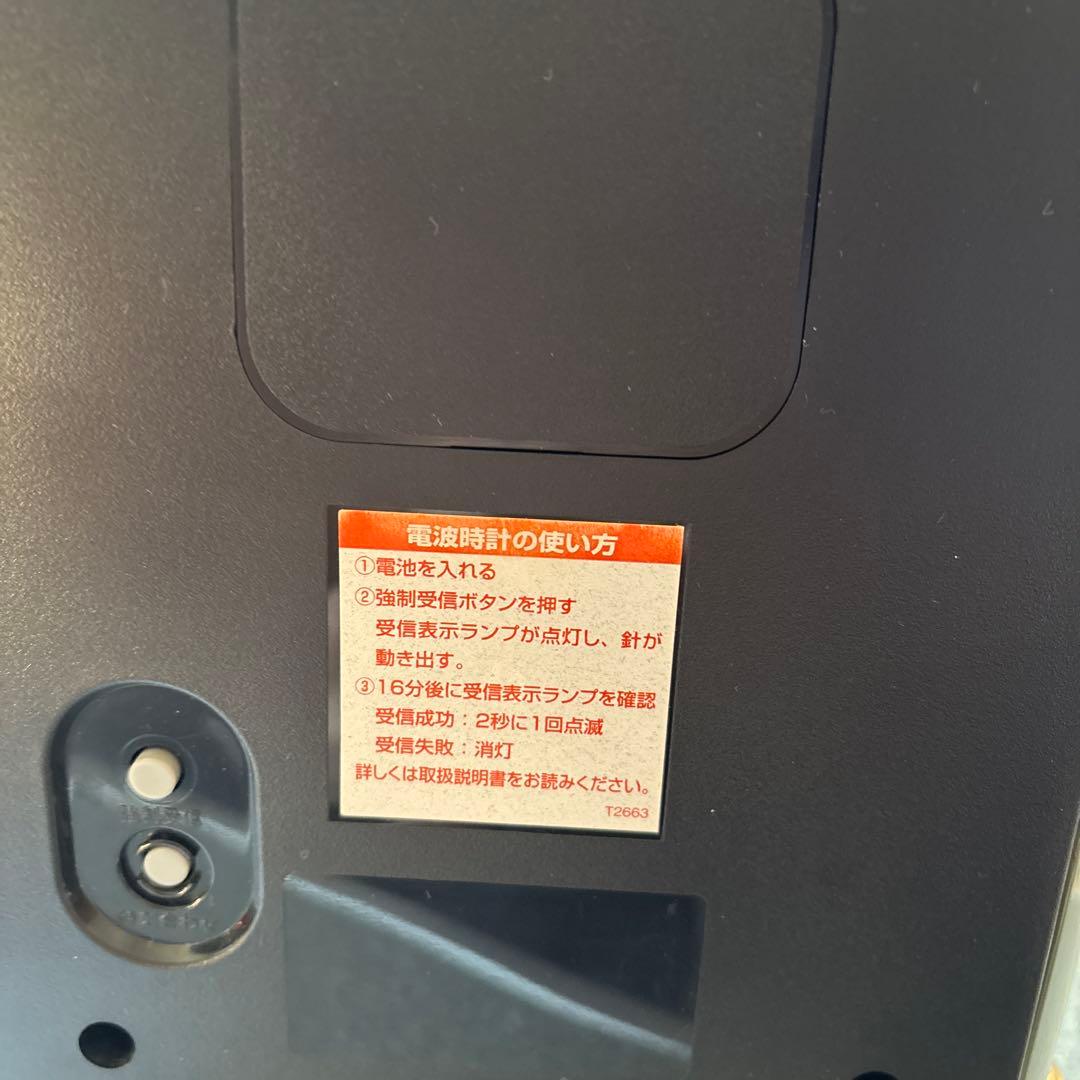 電波時計の使い方
①電池を入れる
②強制受信ボタンを押す
受信表示ランプが点灯し、針が
動き出す。
③16分後に受信表示ランプを確認
受信成功：2秒に1回点滅
受信失敗：消灯
詳しくは取扱説明書をお読みください。
T2663